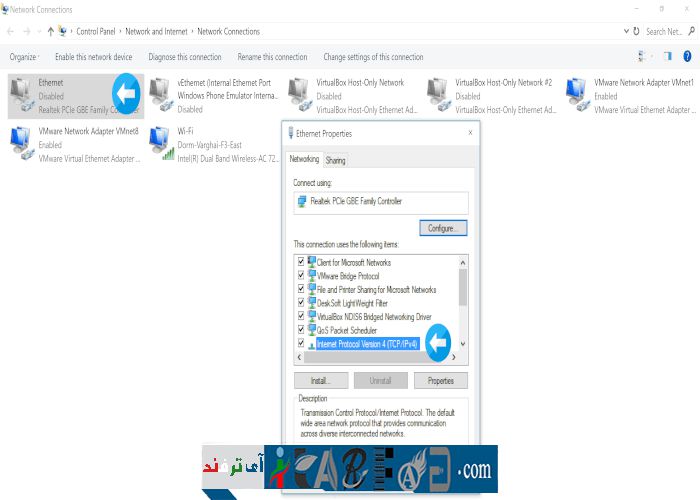 Network Connections
Control Panel > Network and Internet > Network Connections
Search Net...
Organize
Enable this network device
Diagnose this connection
Rename this connection
Change settings of this connection
Ethernet
Disabled
Realtek PCIe GBE Family Controller
vEthernet (Internal Ethernet Port
Windows Phone Emulator Interna...
Disabled
VirtualBox Host-Only Network
Disabled
VirtualBox Host-Only Ethernet Ad...
VirtualBox Host-Only Network #2
Disabled
VirtualBox Host-Only Ethernet Ad...
VMware Network Adapter VMnet1
Enabled
VMware Virtual Ethernet Adapter ...
VMware Network Adapter VMnet8
Enabled
VMware Virtual Ethernet Adapter ...
Wi-Fi
Dorm-Varghai-F3-East
Intel(R) Dual Band Wireless-AC 72...
Ethernet Properties
Networking
Sharing
Connect using:
Realtek PCIe GBE Family Controller
Configure...
This connection uses the following items:
Client for Microsoft Networks
VMware Bridge Protocol
File and Printer Sharing for Microsoft Networks
DeskSoft LightWeight Filter
VirtualBox NDIS6 Bridged Networking Driver
QoS Packet Scheduler
Internet Protocol Version 4 (TCP/IPv4)
Install...
Uninstall
Properties
Description
Transmission Control Protocol/Internet Protocol. The default
wide area network protocol that provides communication
across diverse interconnected networks.
آی ترفند
.com